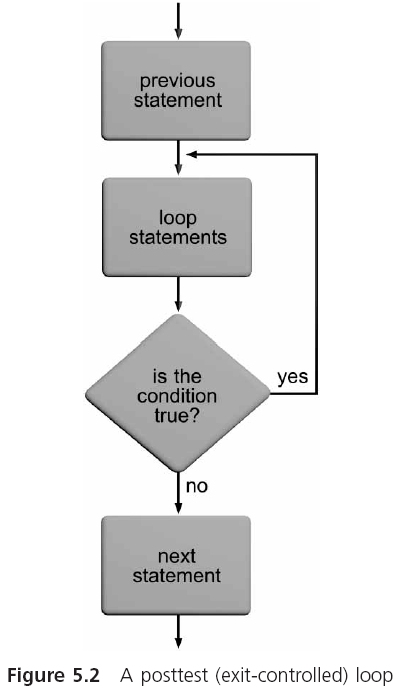 previous
statement
loop
statements
is the
condition
true?
yes
no
next
statement
Figure 5.2 A posttest (exit-controlled) loop